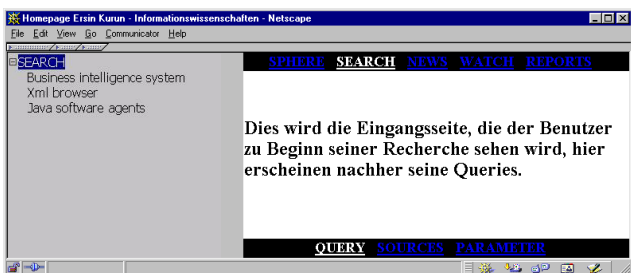 Homepage Ersin Kurun - Informationswissenschaften - Netscape
File Edit View Go Communicator Help
SEARCH
Business intelligence system
Xml browser
Java software agents
SPHERE SEARCH NEWS WATCH REPORTS
Dies wird die Eingangsseite, die der Benutzer
zu Beginn seiner Recherche sehen wird, hier
erscheinen nachher seine Queries.
QUERY SOURCES PARAMETER